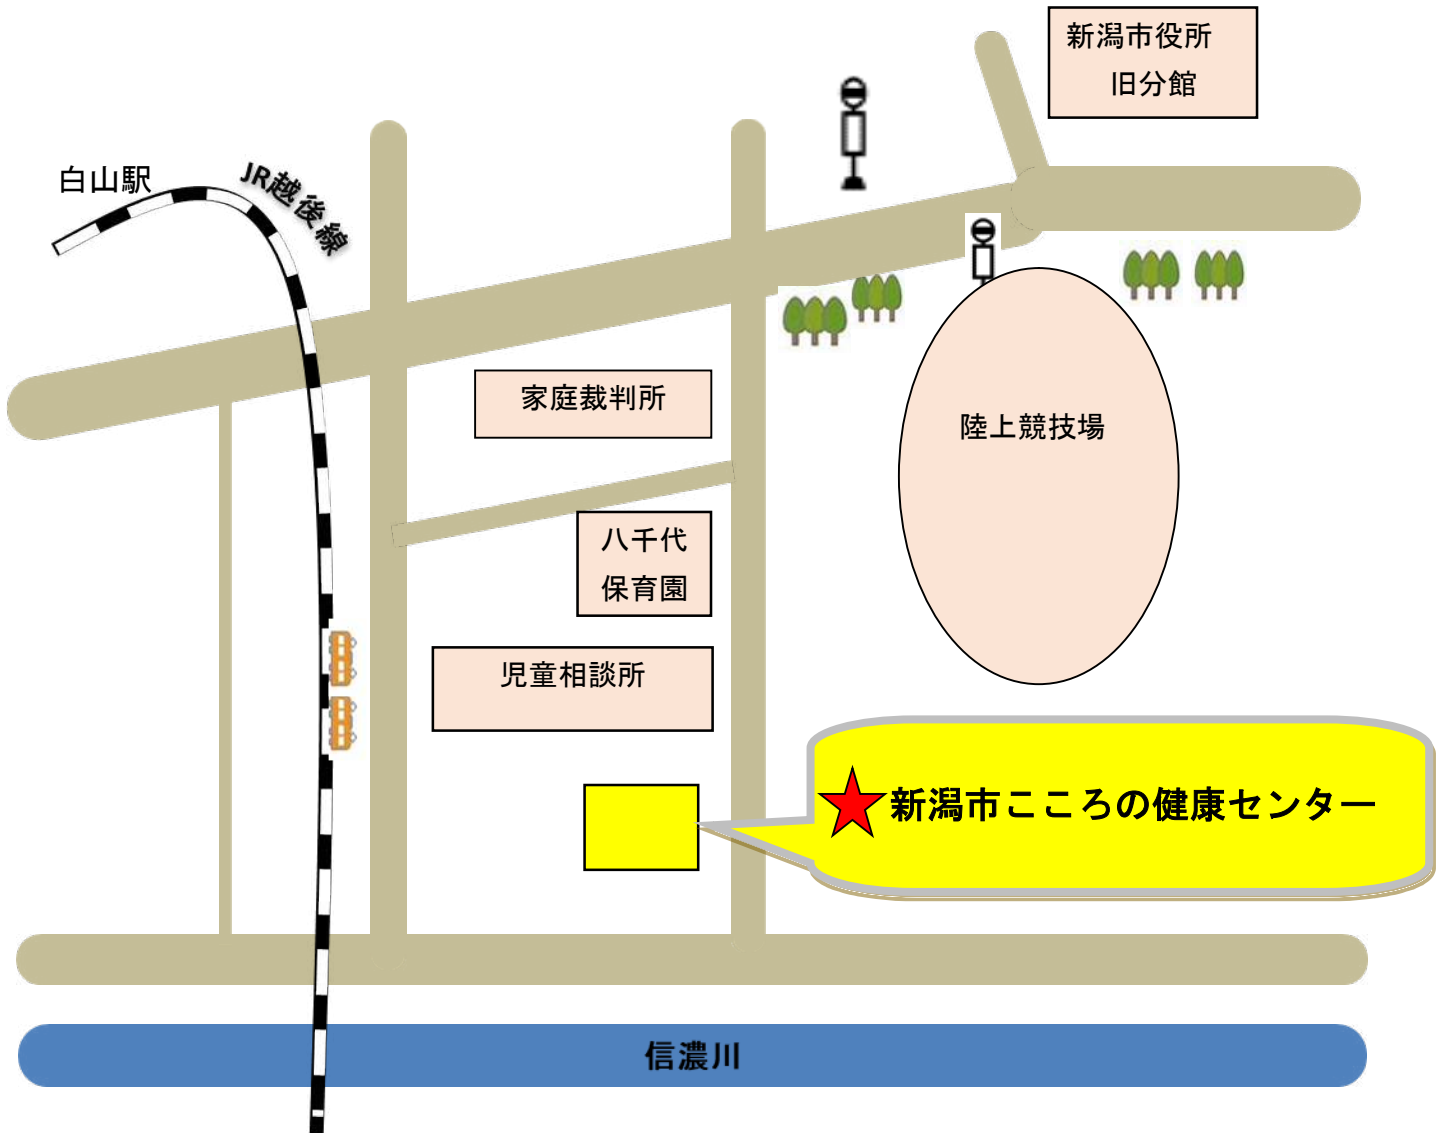 新潟市役所
旧分館
白山駅
JR越後線
家庭裁判所
陸上競技場
八千代
保育園
児童相談所
新潟市こころの健康センター
信濃川